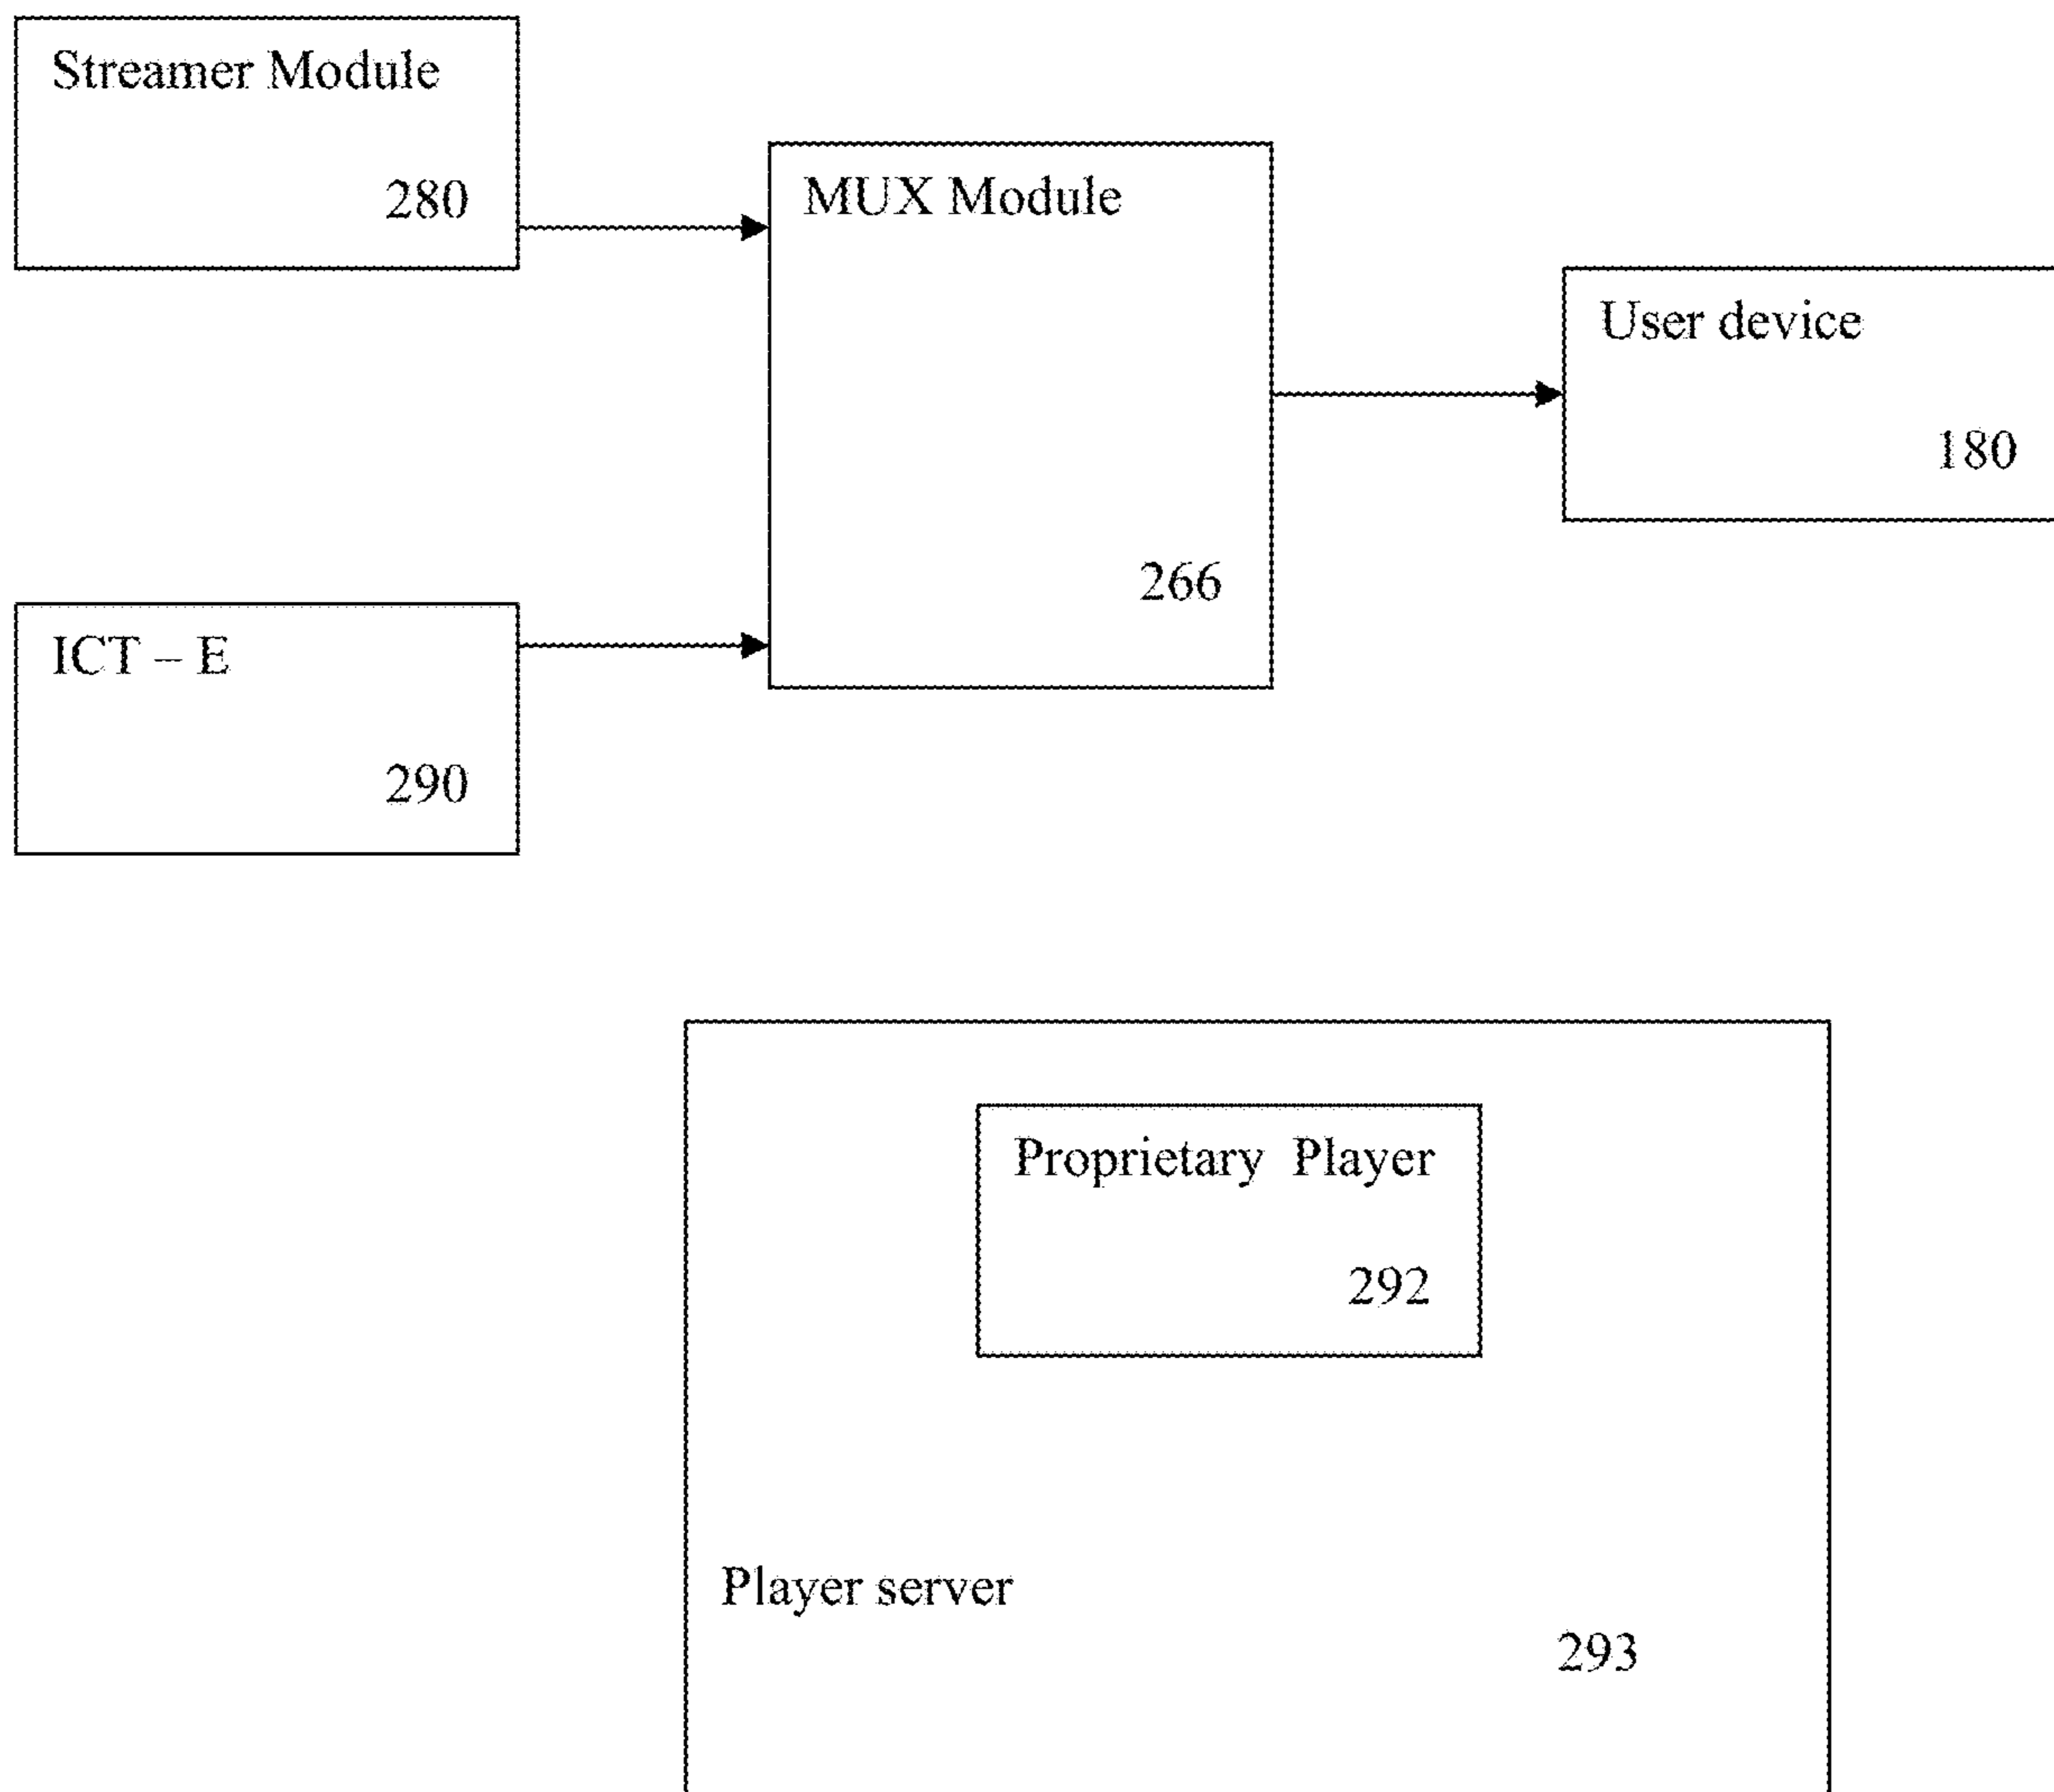 Streamer Module
280
MUX Module
266
User device
180
ICT – E
290
Proprietary Player
292
Player server
293